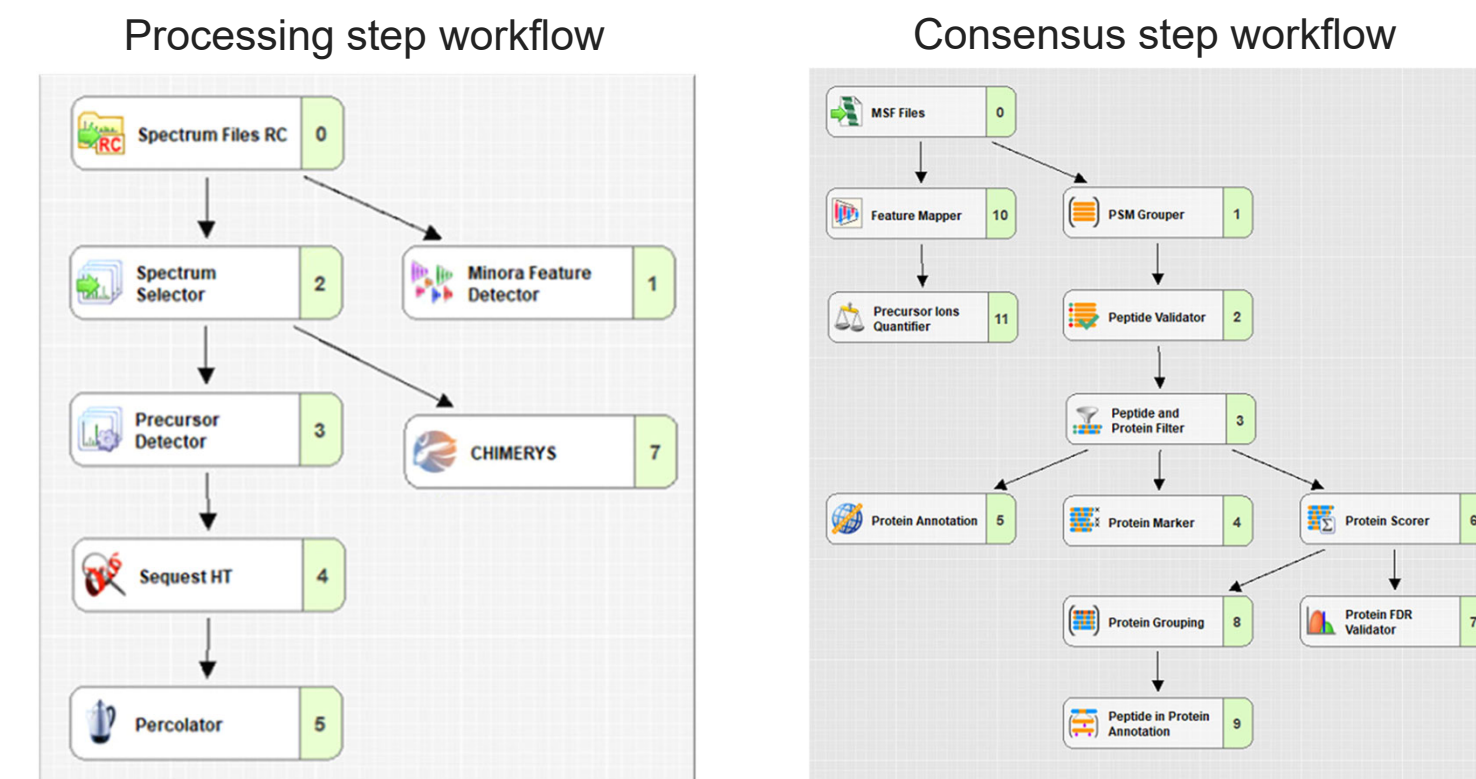 Processing step workflow
Spectrum Files RC 0
Spectrum
Selector
2
Minora Feature
Detector
1
Precursor
Detector
3
CHIMERYS 7
Sequest HT 4
Percolator 5
Consensus step workflow
MSF Files 0
Feature Mapper 10
PSM Grouper 1
Precursor Ions
Quantifier
11
Peptide Validator 2
Peptide and
Protein Filter
3
Protein Annotation 5
Protein Marker 4
Protein Scorer 6
Protein Grouping 8
Protein FDR
Validator
7
Peptide in Protein
Annotation
9